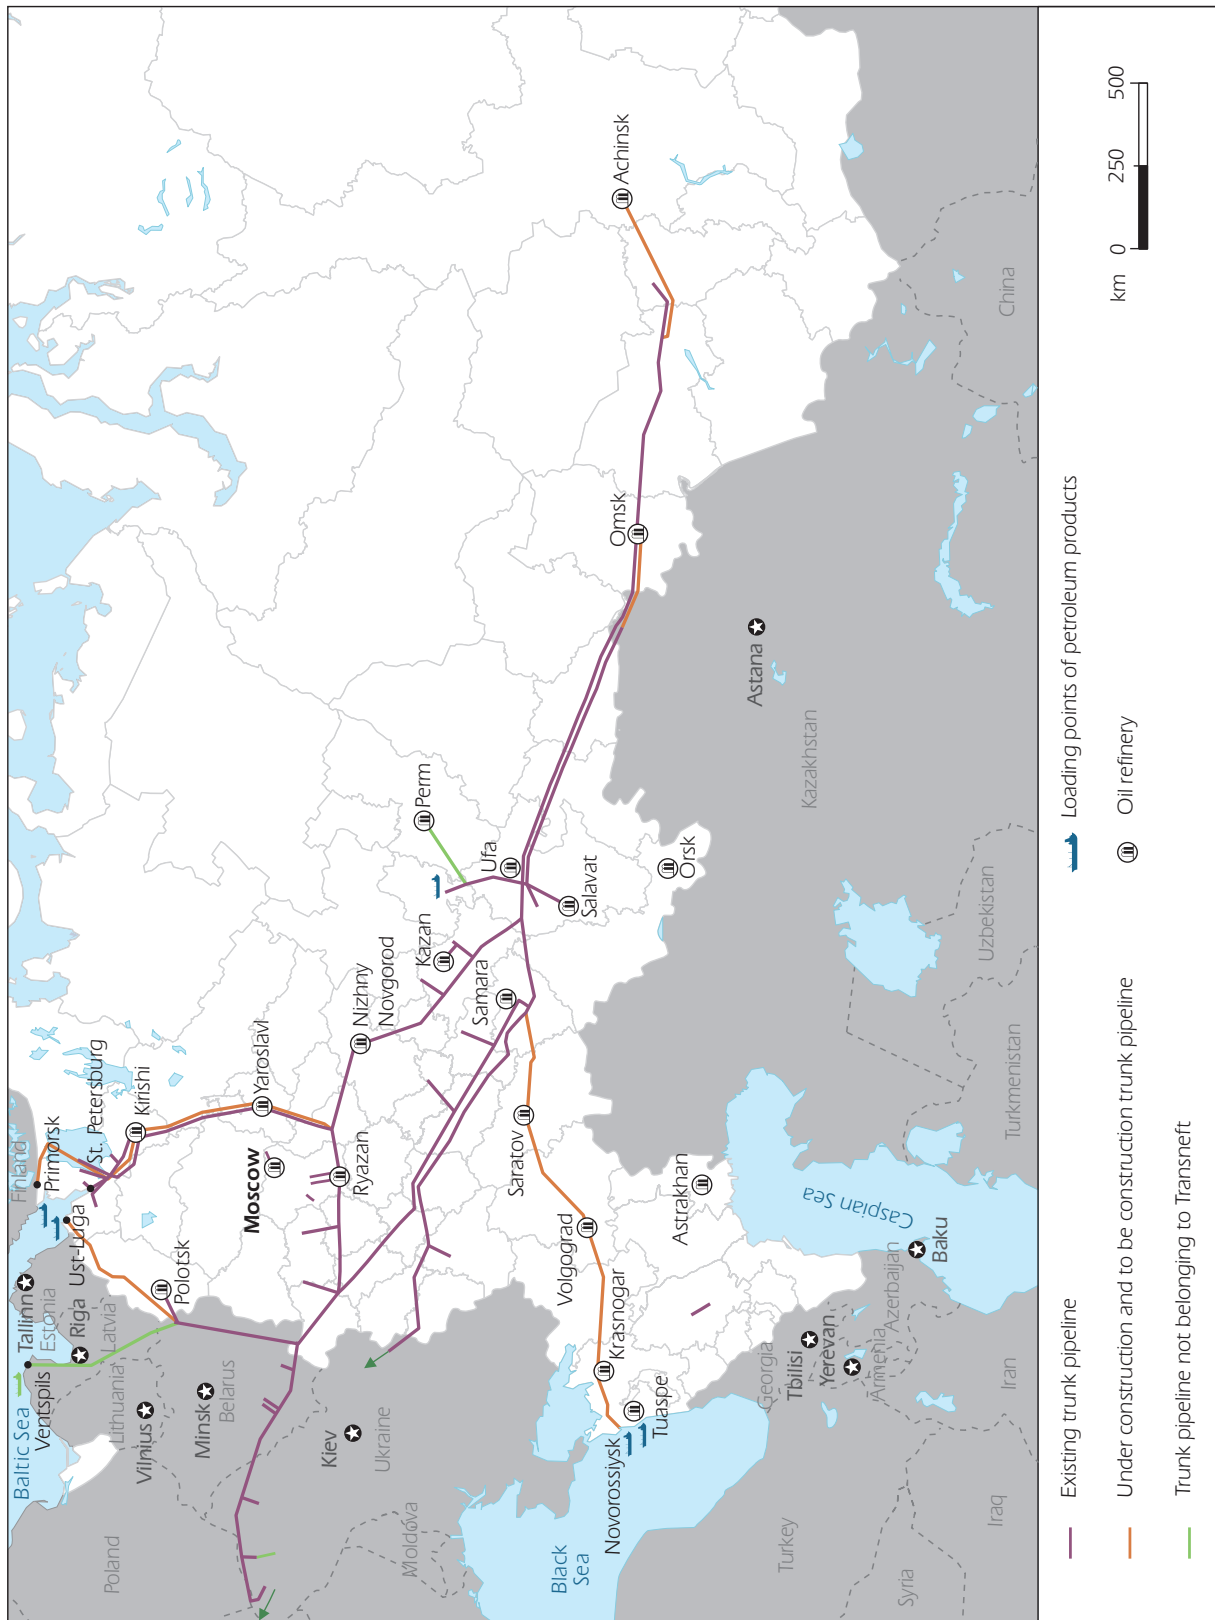 Finland
Primorsk
St. Petersburg
Kirishi
Baltic Sea
Tallinn
Estonia
Ust-Luga
Ventspils
Riga
Latvia
Lithuania
Polotsk
Yaroslavl
Moscow
Vilnius
Minsk
Belarus
Poland
Ryazan
Nizhny
Novgorod
Kazan
Perm
Kiev
Ukraine
Moldova
Samara
Ufa
Salavat
Orsk
Omsk
Achinsk
Saratov
Volgograd
Krasnogar
Astrakhan
Novorossiysk
Tuapse
Black
Sea
Astana
Kazakhstan
Caspian Sea
Georgia
Tbilisi
Yerevan
Armenia
Azerbaijan
Baku
Turkey
Syria
Iraq
Iran
Turkmenistan
Uzbekistan
China
Existing trunk pipeline
Under construction and to be construction trunk pipeline
Trunk pipeline not belonging to Transneft
Loading points of petroleum products
Oil refinery
km
0
250
500